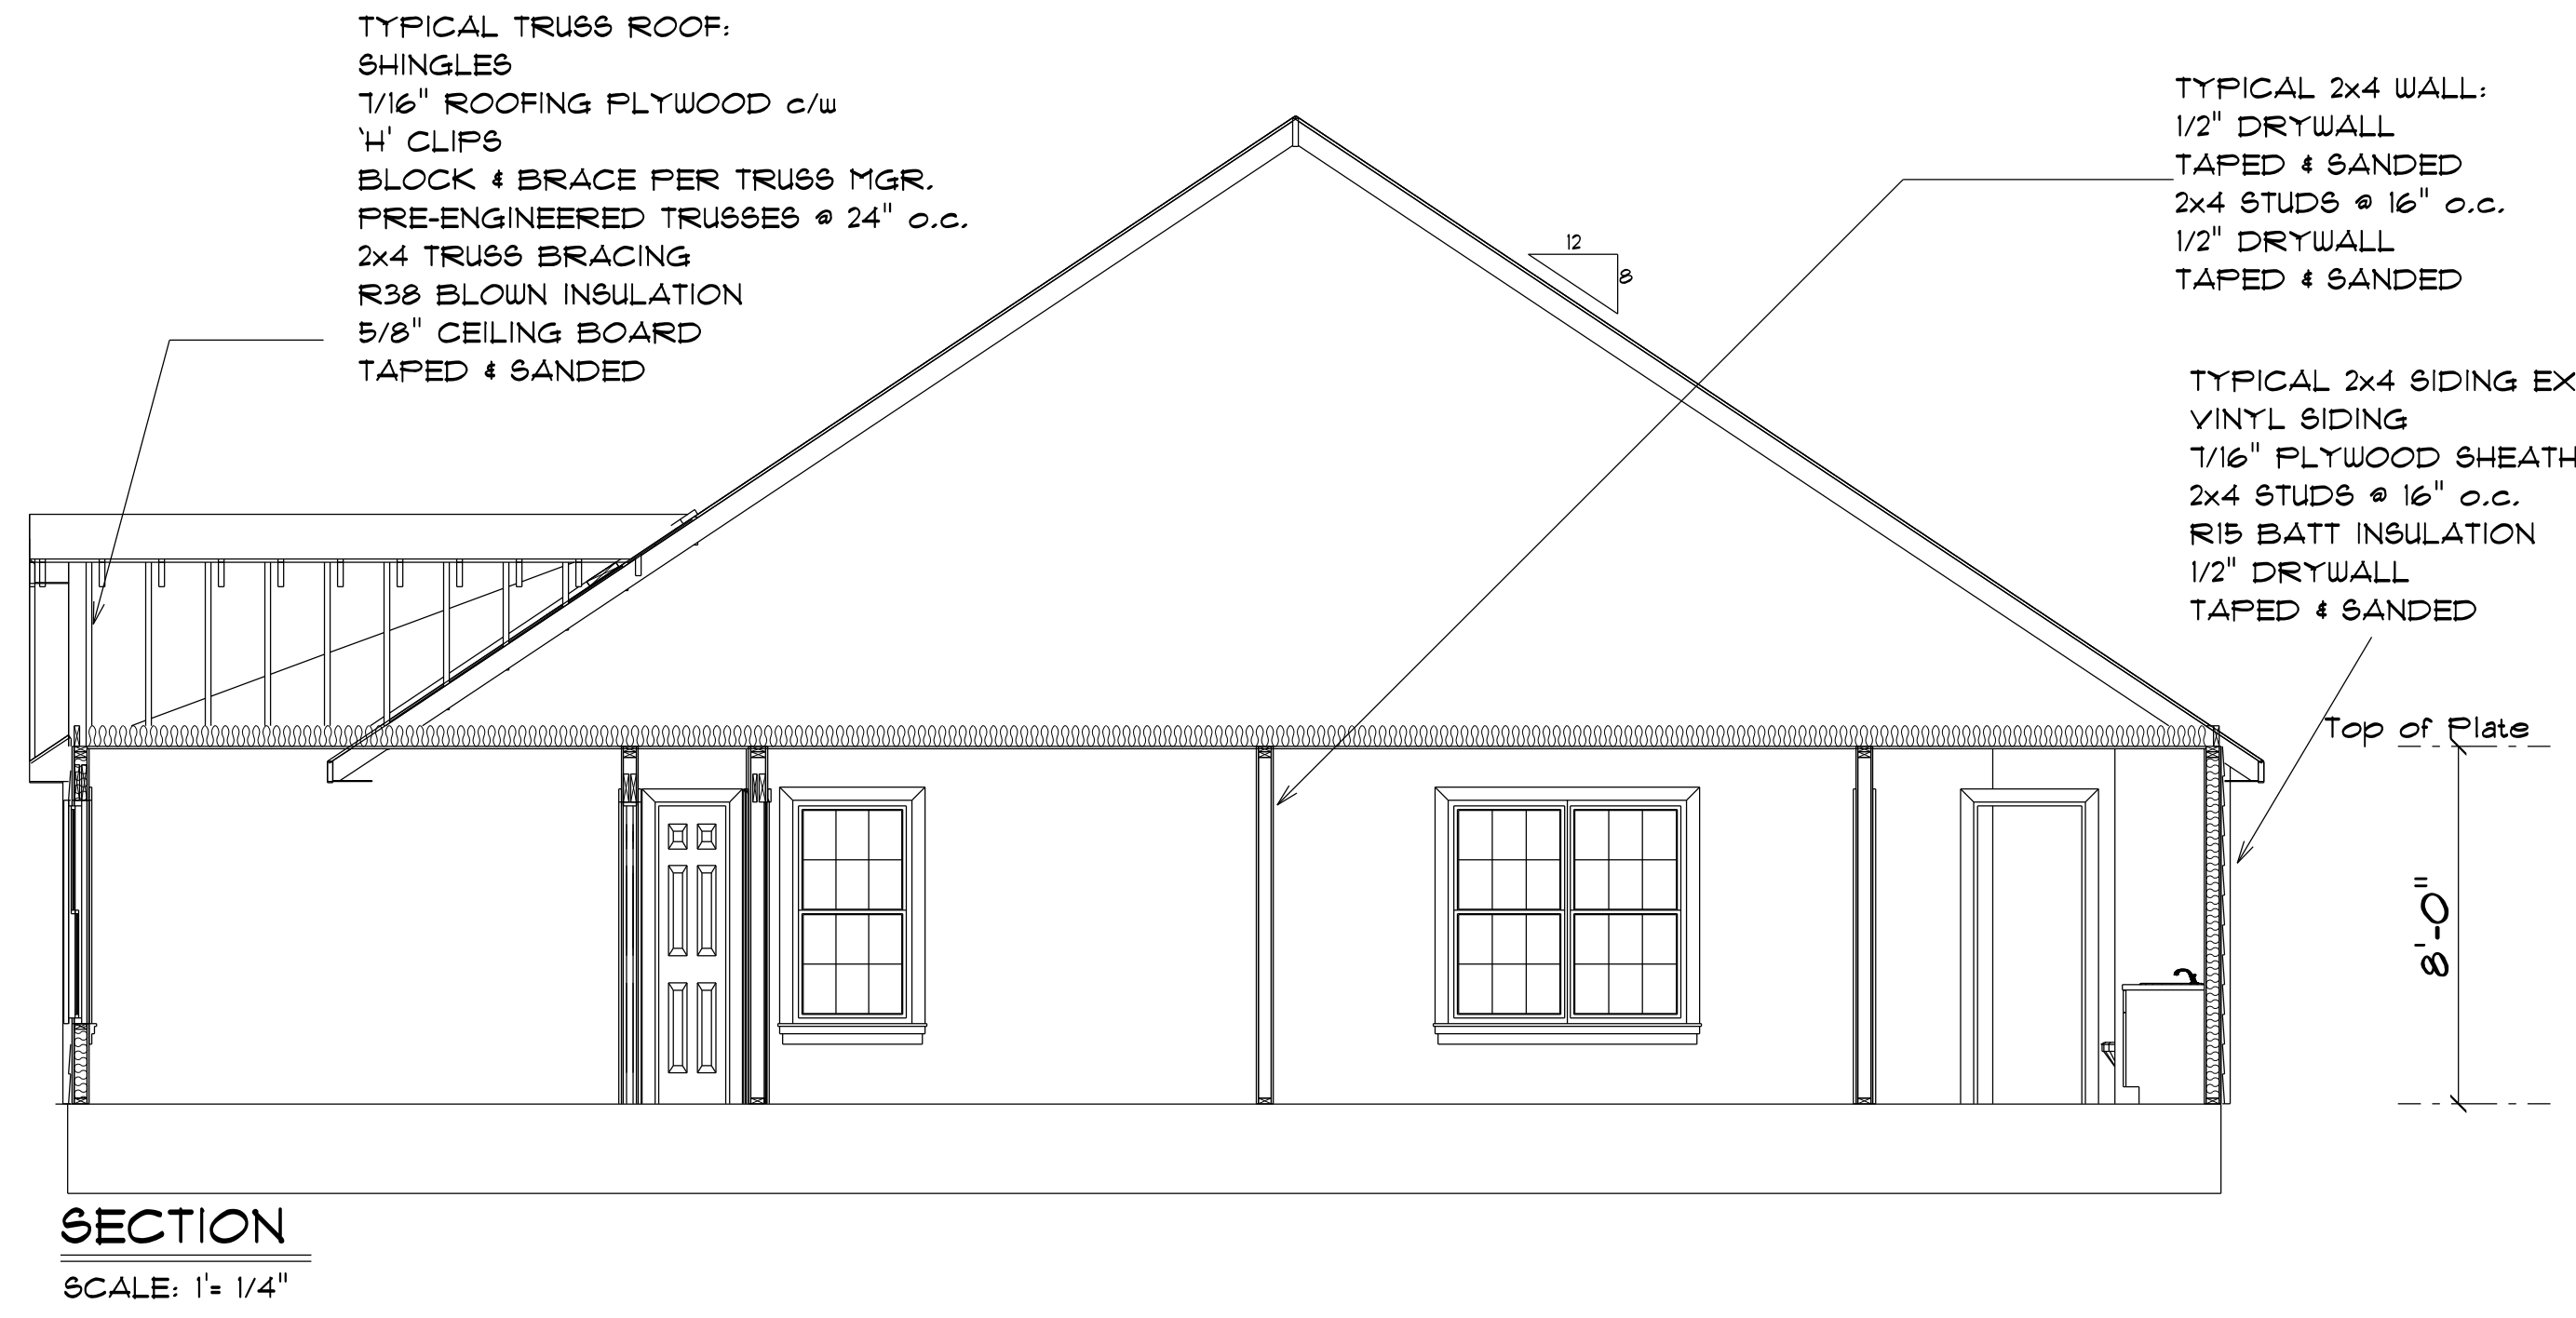 TYPICAL TRUSS ROOF:
SHINGLES
7/16" ROOFING PLYWOOD c/w
'H' CLIPS
BLOCK & BRACE PER TRUSS MGR.
PRE-ENGINEERED TRUSSES @ 24" o.c.
2x4 TRUSS BRACING
R38 BLOWN INSULATION
5/8" CEILING BOARD
TAPED & SANDED
12
8
TYPICAL 2x4 WALL:
1/2" DRYWALL
TAPED & SANDED
2x4 STUDS @ 16" o.c.
1/2" DRYWALL
TAPED & SANDED
TYPICAL 2x4 SIDING EX
VINYL SIDING
7/16" PLYWOOD SHEATH
2x4 STUDS @ 16" o.c.
R15 BATT INSULATION
1/2" DRYWALL
TAPED & SANDED
Top of Plate
8'-0"
SECTION
SCALE: 1'= 1/4"